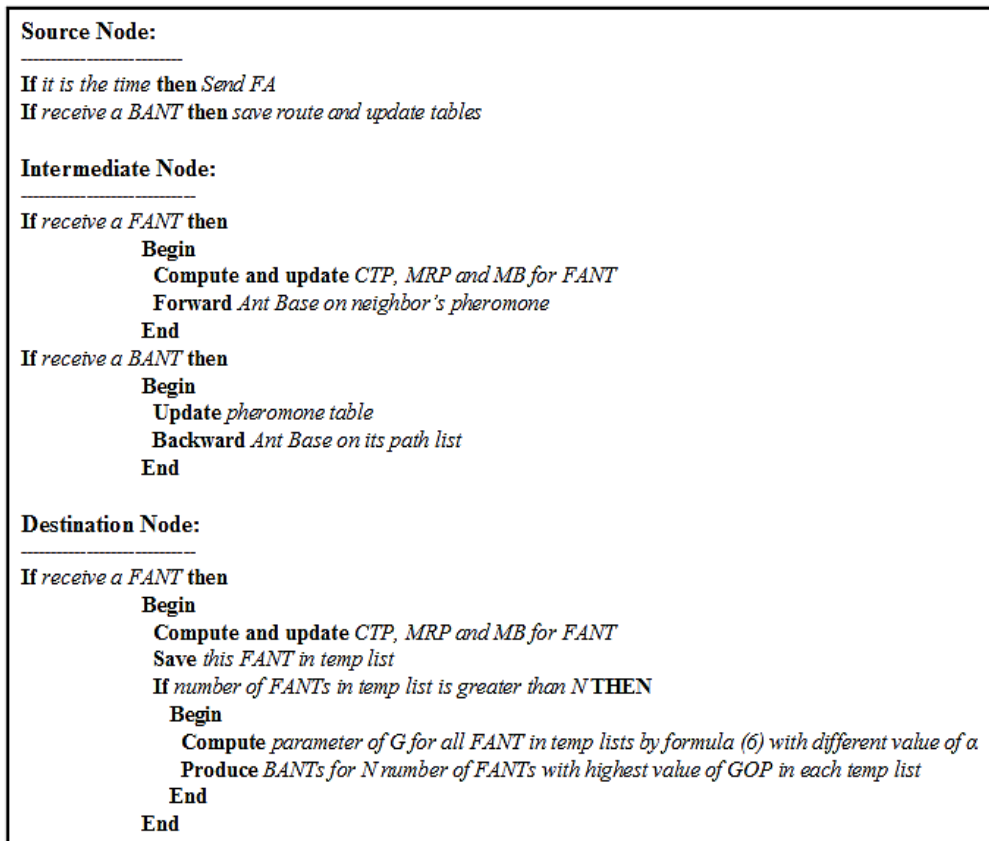 Source Node:
---------------------------
If it is the time then Send FA
If receive a BANT then save route and update tables
Intermediate Node:
-----------------------------
If receive a FANT then
Begin
Compute and update CTP, MRP and MB for FANT
Forward Ant Base on neighbor's pheromone
End
If receive a BANT then
Begin
Update pheromone table
Backward Ant Base on its path list
End
Destination Node:
-----------------------------
If receive a FANT then
Begin
Compute and update CTP, MRP and MB for FANT
Save this FANT in temp list
If number of FANTs in temp list is greater than N THEN
Begin
Compute parameter of G for all FANT in temp lists by formula (6) with different value of α
Produce BANTs for N number of FANTs with highest value of GOP in each temp list
End
End